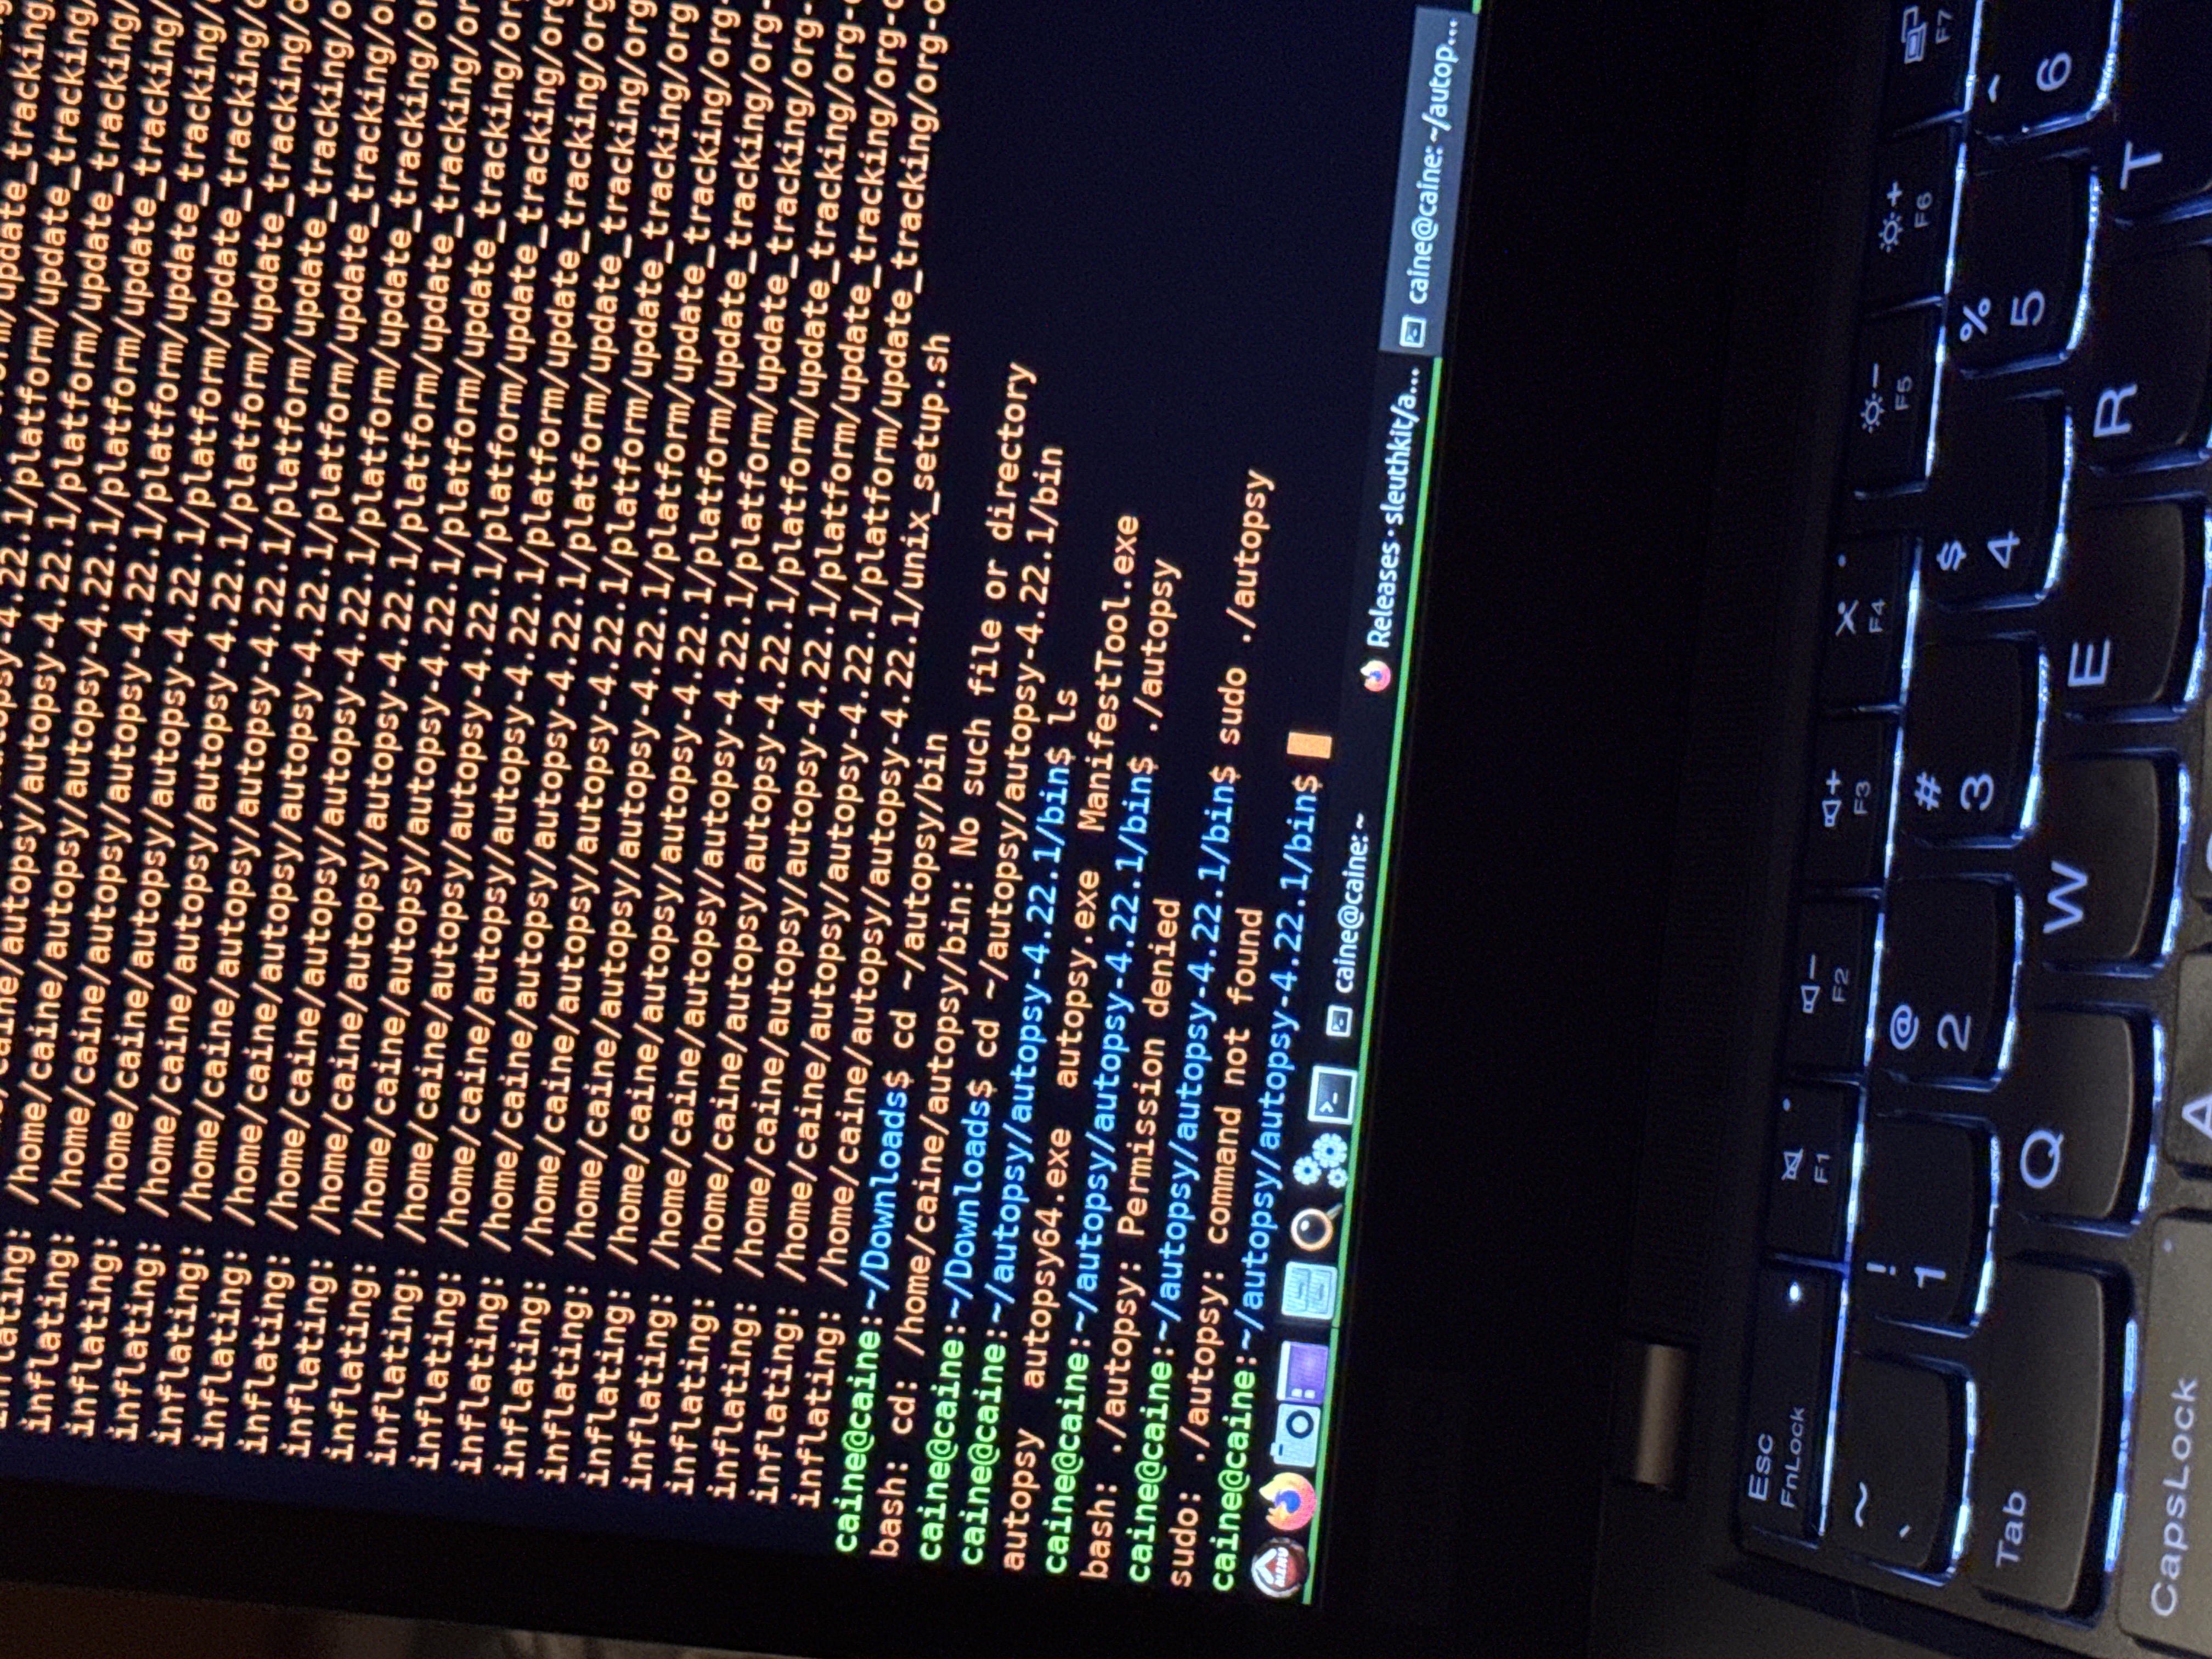 inflating: /home/caine/autopsy/autopsy-4.22.1/platform/update_tracking
inflating: /home/caine/autopsy/autopsy-4.22.1/platform/update_tracking/
inflating: /home/caine/autopsy/autopsy-4.22.1/platform/update_tracking/
inflating: /home/caine/autopsy/autopsy-4.22.1/platform/update_tracking/
inflating: /home/caine/autopsy/autopsy-4.22.1/platform/update_tracking/
inflating: /home/caine/autopsy/autopsy-4.22.1/platform/update_tracking/o
inflating: /home/caine/autopsy/autopsy-4.22.1/platform/update_tracking/o
inflating: /home/caine/autopsy/autopsy-4.22.1/platform/update_tracking/o
inflating: /home/caine/autopsy/autopsy-4.22.1/platform/update_tracking/or
inflating: /home/caine/autopsy/autopsy-4.22.1/platform/update_tracking/or
inflating: /home/caine/autopsy/autopsy-4.22.1/platform/update_tracking/or
inflating: /home/caine/autopsy/autopsy-4.22.1/platform/update_tracking/org
inflating: /home/caine/autopsy/autopsy-4.22.1/platform/update_tracking/org
inflating: /home/caine/autopsy/autopsy-4.22.1/platform/update_tracking/org
inflating: /home/caine/autopsy/autopsy-4.22.1/platform/update_tracking/org-
inflating: /home/caine/autopsy/autopsy-4.22.1/platform/update_tracking/org-
inflating: /home/caine/autopsy/autopsy-4.22.1/platform/update_tracking/org-
inflating: /home/caine/autopsy/autopsy-4.22.1/platform/update_tracking/org-o
inflating: /home/caine/autopsy/autopsy-4.22.1/platform/update_tracking/org-o
inflating: /home/caine/autopsy/autopsy-4.22.1/unix_setup.sh
caine@caine:~/Downloads$ cd ~/autopsy/bin
bash: cd: /home/caine/autopsy/bin: No such file or directory
caine@caine:~/Downloads$ cd ~/autopsy/autopsy-4.22.1/bin
caine@caine:~/autopsy/autopsy-4.22.1/bin$ ls
autopsy autopsy64.exe autopsy.exe ManifestTool.exe
caine@caine:~/autopsy/autopsy-4.22.1/bin$ ./autopsy
bash: ./autopsy: Permission denied
caine@caine:~/autopsy/autopsy-4.22.1/bin$ sudo ./autopsy
sudo: ./autopsy: command not found
caine@caine:~/autopsy/autopsy-4.22.1/bin$
MENU
caine@caine: ~
Releases · sleuthkit/a...
caine@caine: ~/autop...
Esc
FnLock
F1
F2
F3
F4
F5
F6
F7
~
`
!
1
@
2
#
3
$
4
%
5
^
6
Tab
Q
W
E
R
T
CapsLock
A